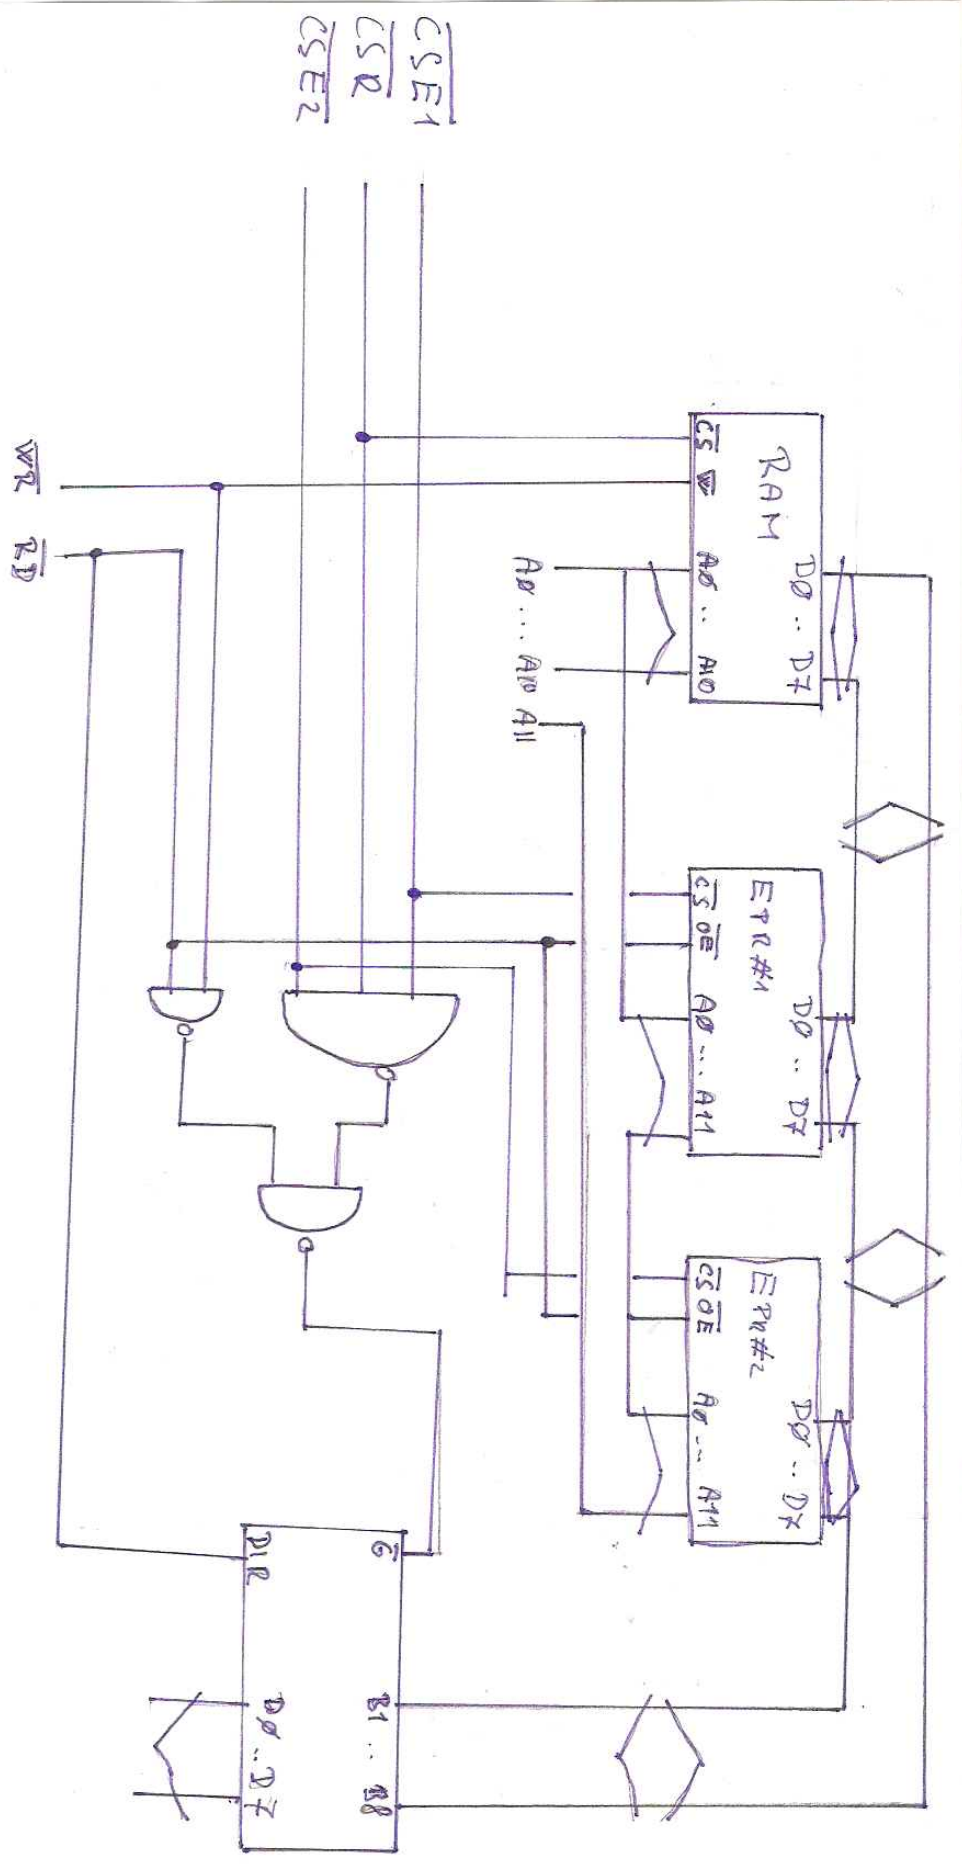 CSE1
CSR
CSE2
WR
RD
RAM
CS W A0 .. A10
D0 .. D7
A0 .... A10 A11
EPR#1
CS OE A0 .... A11
D0 .. D7
EPR#2
CS OE A0 .... A11
D0 .. D7
G B1 .. B8
DIR D0 .. D7